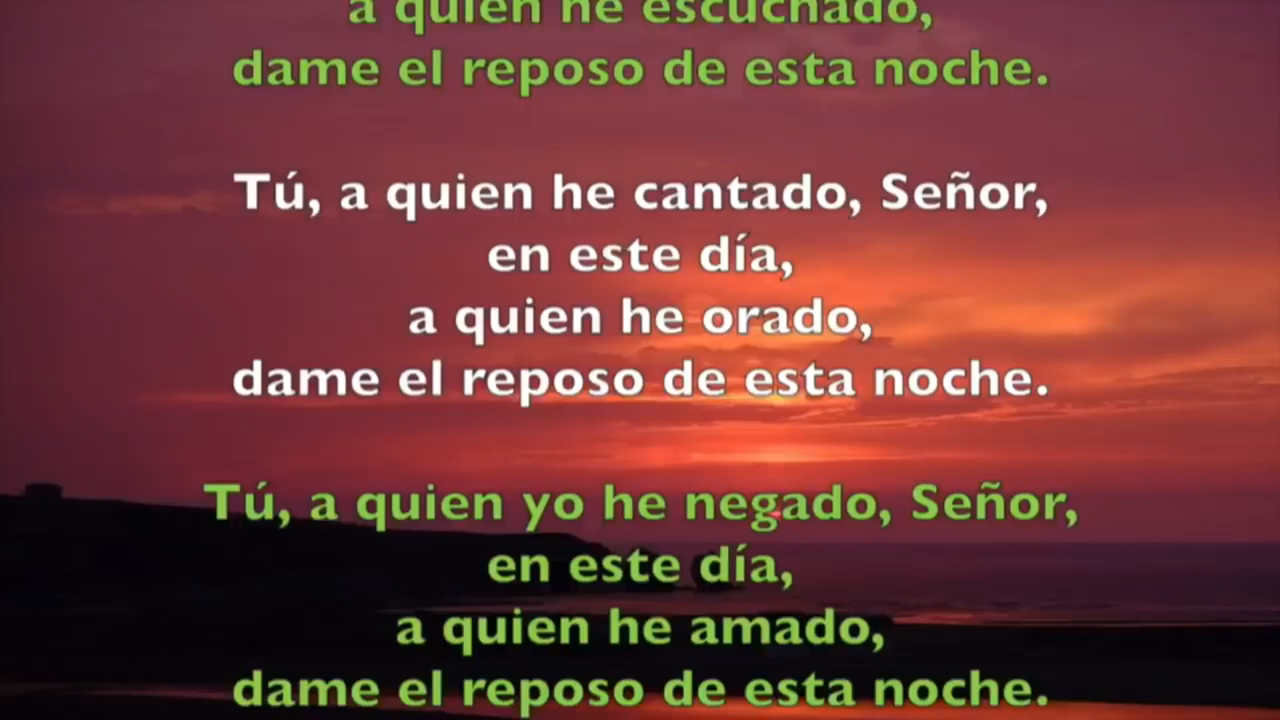 a quien he escuchado,
dame el reposo de esta noche.
Tú, a quien he cantado, Señor,
en este día,
a quien he orado,
dame el reposo de esta noche.
Tú, a quien yo he negado, Señor,
en este día,
a quien he amado,
dame el reposo de esta noche.